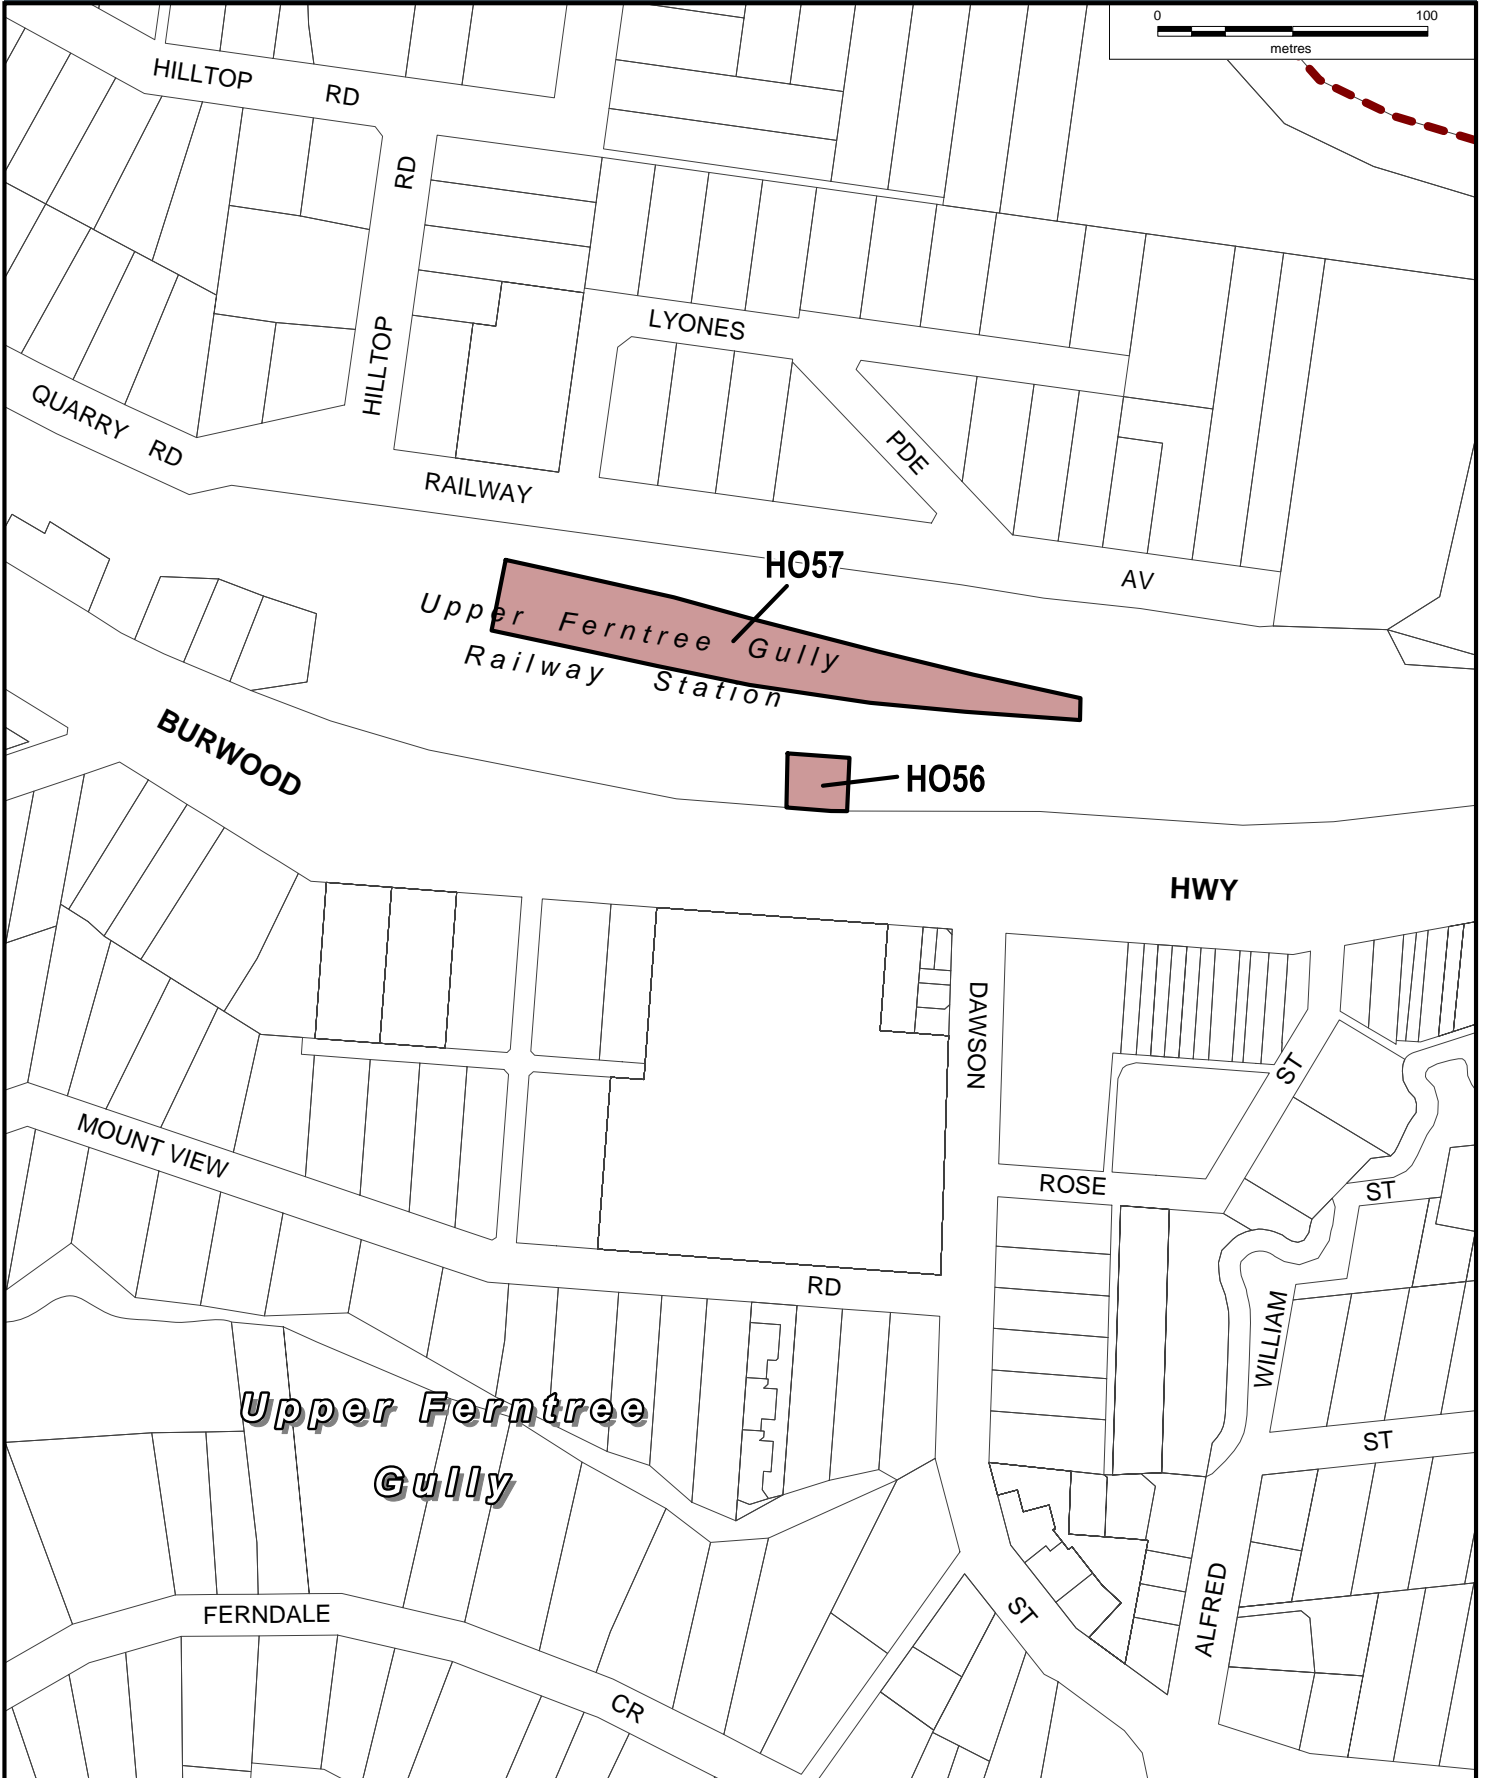 0 100
metres
HILLTOP RD
RD
HILLTOP
LYONES
PDE
QUARRY RD
RAILWAY
AV
HO57
Upper Ferntree Gully
Railway Station
HO56
BURWOOD
HWY
DAWSON
ST
MOUNT VIEW
ROSE
ST
RD
WILLIAM
Upper Ferntree
Gully
ST
ALFRED
ST
FERNDALE
CR